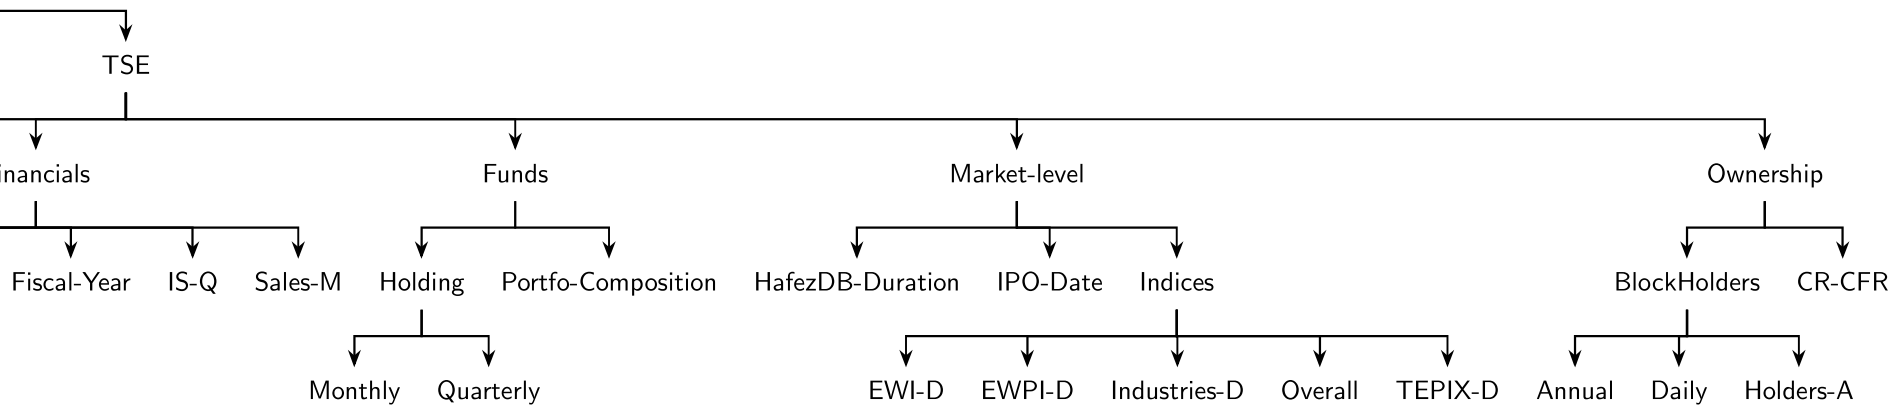 TSE
inancials Funds Market-level Ownership
Fiscal-Year IS-Q Sales-M Holding Portfo-Composition HafezDB-Duration IPO-Date Indices BlockHolders CR-CFR
Monthly Quarterly EWI-D EWPI-D Industries-D Overall TEPIX-D Annual Daily Holders-A